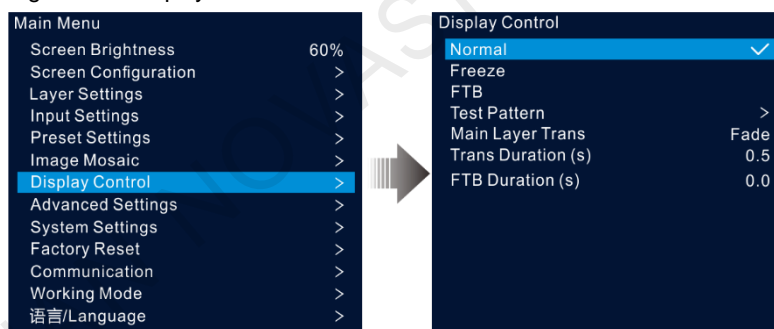 Main Menu
Screen Brightness 60%
Screen Configuration >
Layer Settings >
Input Settings >
Preset Settings >
Image Mosaic >
Display Control >
Advanced Settings >
System Settings >
Factory Reset >
Communication >
Working Mode >
语言/Language >
Display Control
Normal ✓
Freeze
FTB
Test Pattern >
Main Layer Trans Fade
Trans Duration (s) 0.5
FTB Duration (s) 0.0